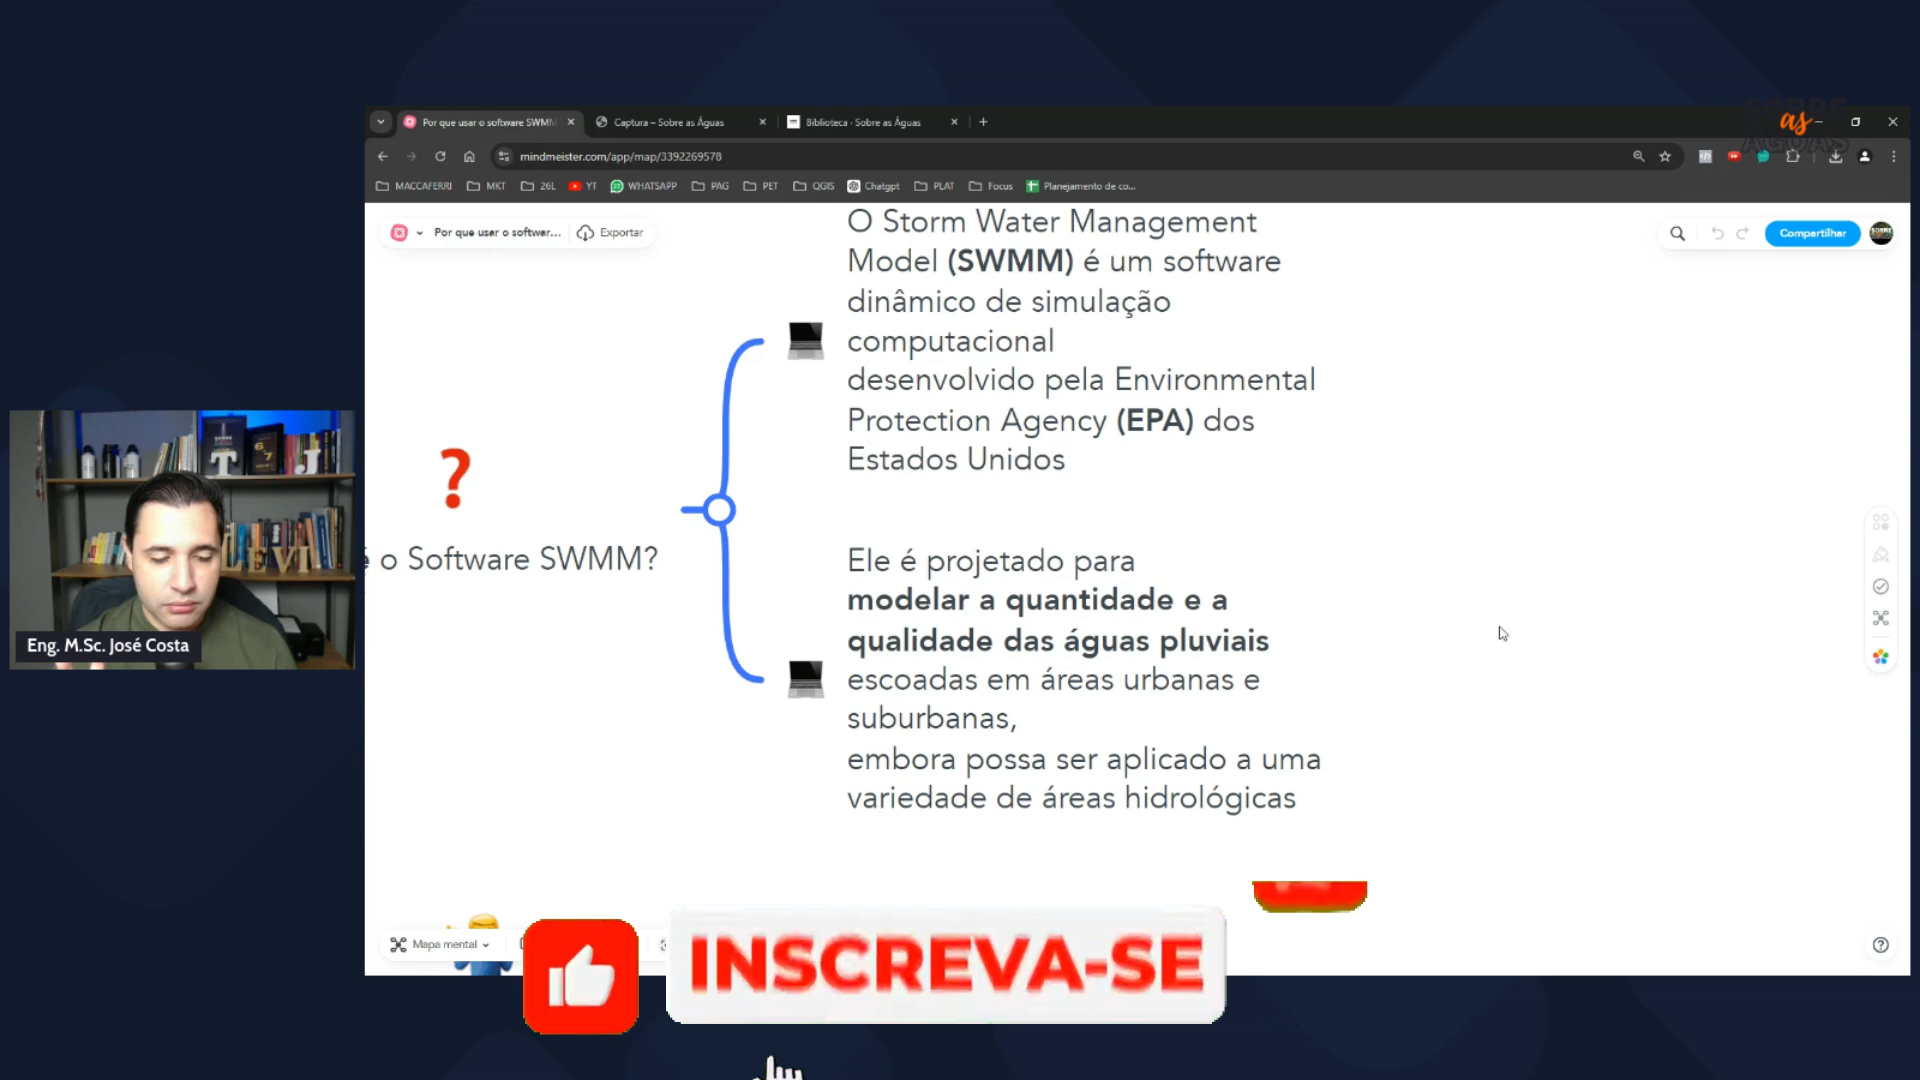 SOBRE
as
ÁGUAS
Por que usar o software SWMM
Captura – Sobre as Águas
Biblioteca · Sobre as Águas
mindmeister.com/app/map/3392269578
MACCAFERRI
MKT
26L
YT
WHATSAPP
PAG
PET
QGIS
Chatgpt
PLAT
Focus
Planejamento de co...
Por que usar o softwar...
Exportar
Compartilhar
O Storm Water Management
Model (SWMM) é um software
dinâmico de simulação
computacional
desenvolvido pela Environmental
Protection Agency (EPA) dos
Estados Unidos
?
é o Software SWMM?
Ele é projetado para
modelar a quantidade e a
qualidade das águas pluviais
escoadas em áreas urbanas e
suburbanas,
embora possa ser aplicado a uma
variedade de áreas hidrológicas
T
J
LEVI
Eng. M.Sc. José Costa
Mapa mental
INSCREVA-SE